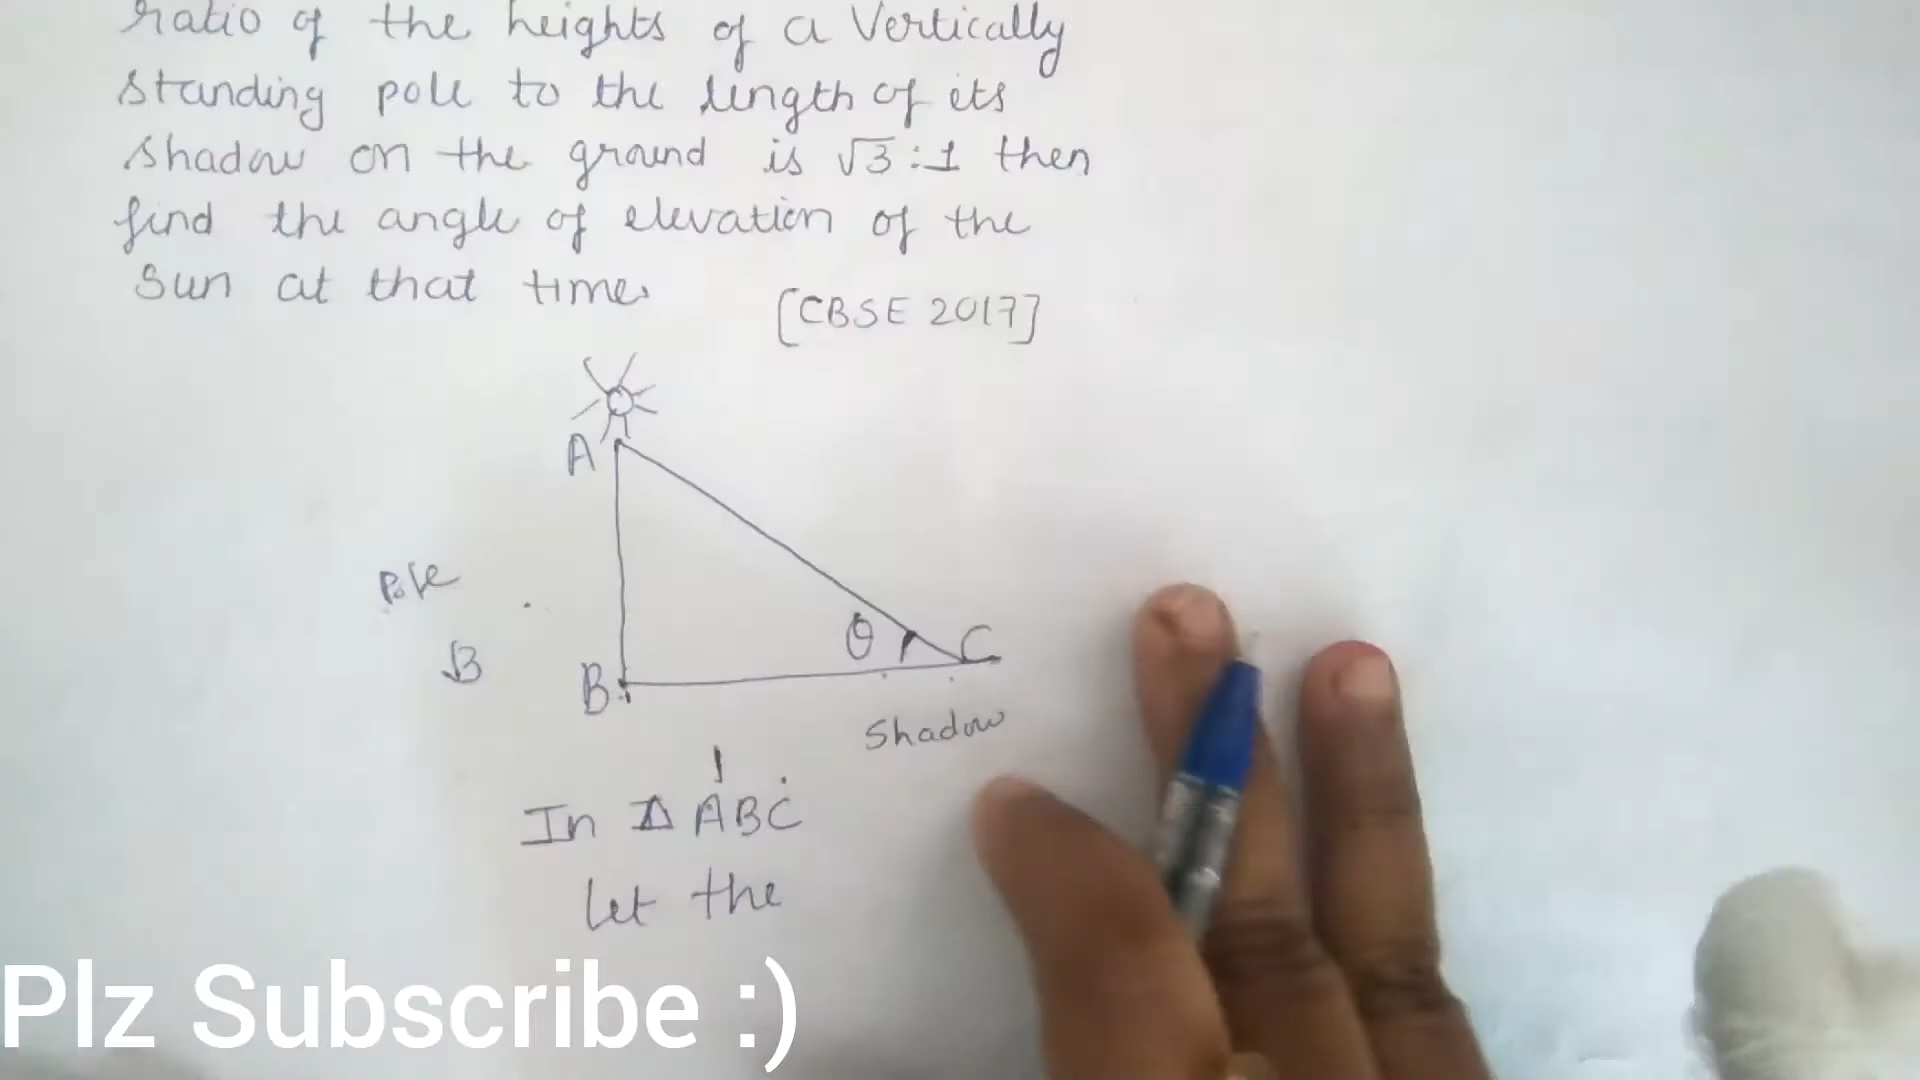 ratio of the heights of a Vertically
standing pole to the length of its
shadow on the ground is √3:1 then
find the angle of elevation of the
Sun at that time.
[CBSE 2017]
A
Pole
θ C
√3
B
Shadow
1
In Δ ABC
let the
Plz Subscribe :)